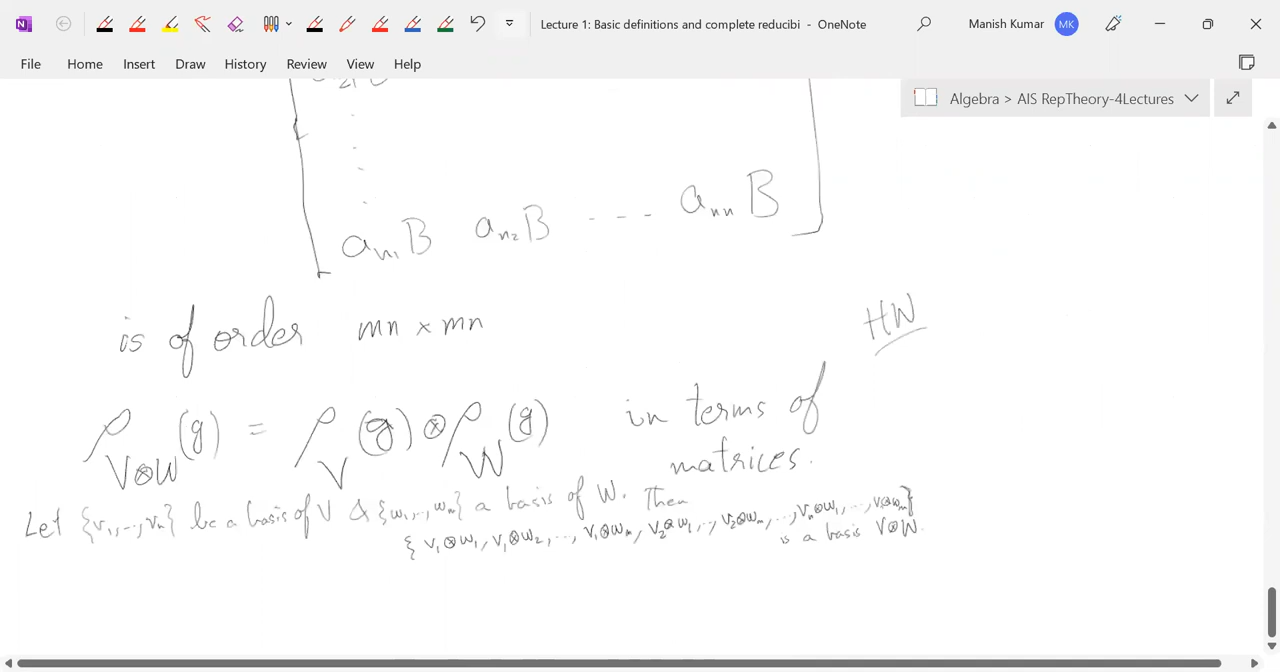 Lecture 1: Basic definitions and complete reducibi - OneNote
Manish Kumar MK
File Home Insert Draw History Review View Help
Algebra > AIS RepTheory-4Lectures
a_{n1}B a_{n2}B - - - a_{nn}B
is of order mn × mn
HW
ρ_{V⊗W}(g) = ρ_V(g) ⊗ ρ_W(g) in terms of
matrices.
Let {v_1,..,v_n} be a basis of V & {w_1,..,w_m} a basis of W. Then
{v_1⊗w_1, v_1⊗w_2, .., v_1⊗w_m, v_2⊗w_1, .., v_2⊗w_m, ..., v_n⊗w_1, .., v_n⊗w_m}
is a basis V⊗W.